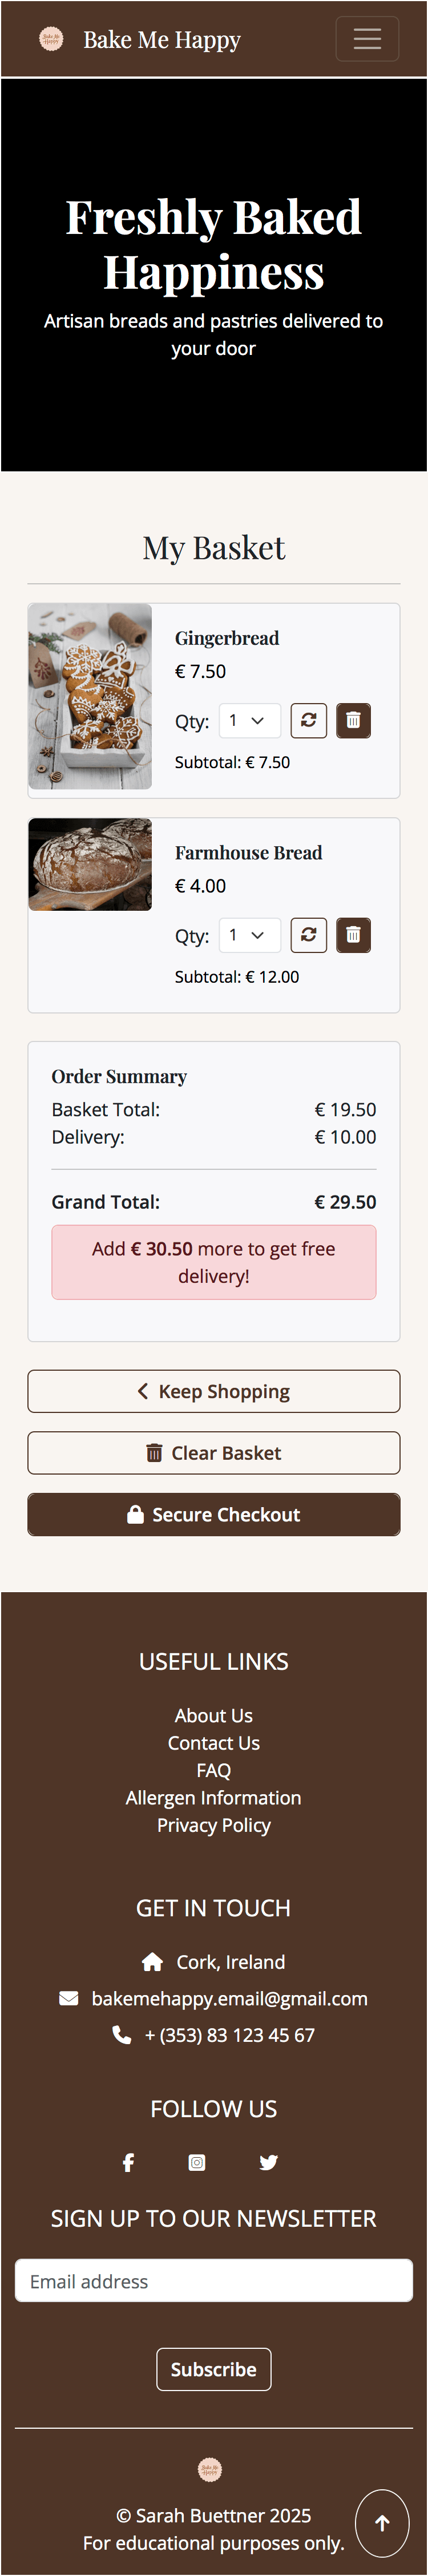 Bake Me Happy
Freshly Baked
Happiness
Artisan breads and pastries delivered to
your door
My Basket
Gingerbread
€ 7.50
Qty: 1
Subtotal: € 7.50
Farmhouse Bread
€ 4.00
Qty: 1
Subtotal: € 12.00
Order Summary
Basket Total: € 19.50
Delivery: € 10.00
Grand Total: € 29.50
Add € 30.50 more to get free
delivery!
Keep Shopping
Clear Basket
Secure Checkout
USEFUL LINKS
About Us
Contact Us
FAQ
Allergen Information
Privacy Policy
GET IN TOUCH
Cork, Ireland
bakemehappy.email@gmail.com
+ (353) 83 123 45 67
FOLLOW US
SIGN UP TO OUR NEWSLETTER
Email address
Subscribe
Bake Me
Happy
© Sarah Buettner 2025
For educational purposes only.